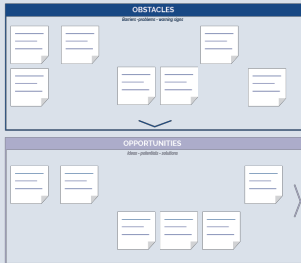 OBSTACLES
Barriers - problems - warning signs
OPPORTUNITIES
Ideas - potentials - solutions